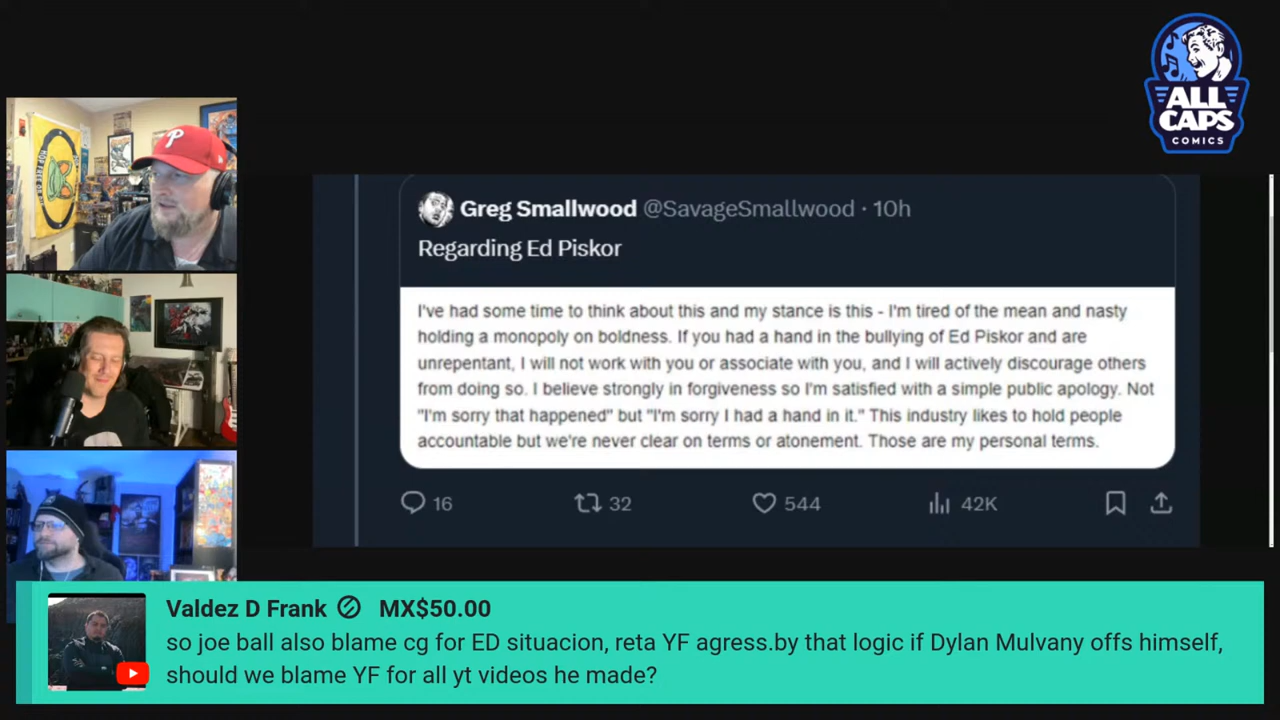 ALL
CAPS
COMICS
Greg Smallwood @SavageSmallwood · 10h
Regarding Ed Piskor
I've had some time to think about this and my stance is this - I'm tired of the mean and nasty
holding a monopoly on boldness. If you had a hand in the bullying of Ed Piskor and are
unrepentant, I will not work with you or associate with you, and I will actively discourage others
from doing so. I believe strongly in forgiveness so I'm satisfied with a simple public apology. Not
"I'm sorry that happened" but "I'm sorry I had a hand in it." This industry likes to hold people
accountable but we're never clear on terms or atonement. Those are my personal terms.
16 32 544 42K
Valdez D Frank MX$50.00
so joe ball also blame cg for ED situacion, reta YF agress.by that logic if Dylan Mulvany offs himself,
should we blame YF for all yt videos he made?